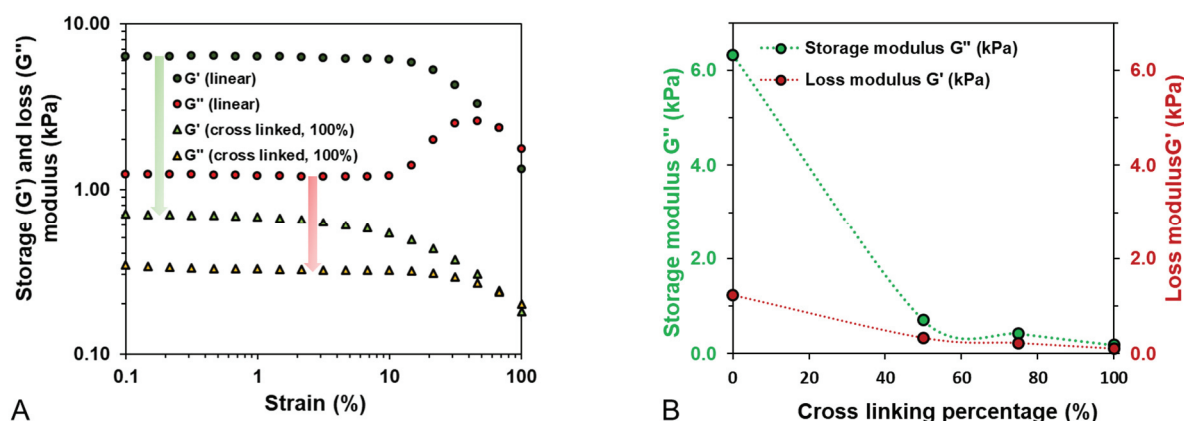 Storage (G') and loss (G'')
modulus (kPa)
10.00
1.00
0.10
G' (linear)
G'' (linear)
G' (cross linked, 100%)
G'' (cross linked, 100%)
0.1
1
10
100
Strain (%)
A
Storage modulus G'' (kPa)
6.0
4.0
2.0
0.0
Storage modulus G'' (kPa)
Loss modulus G' (kPa)
0
20
40
60
80
100
Cross linking percentage (%)
6.0
4.0
2.0
0.0
Loss modulusG' (kPa)
B